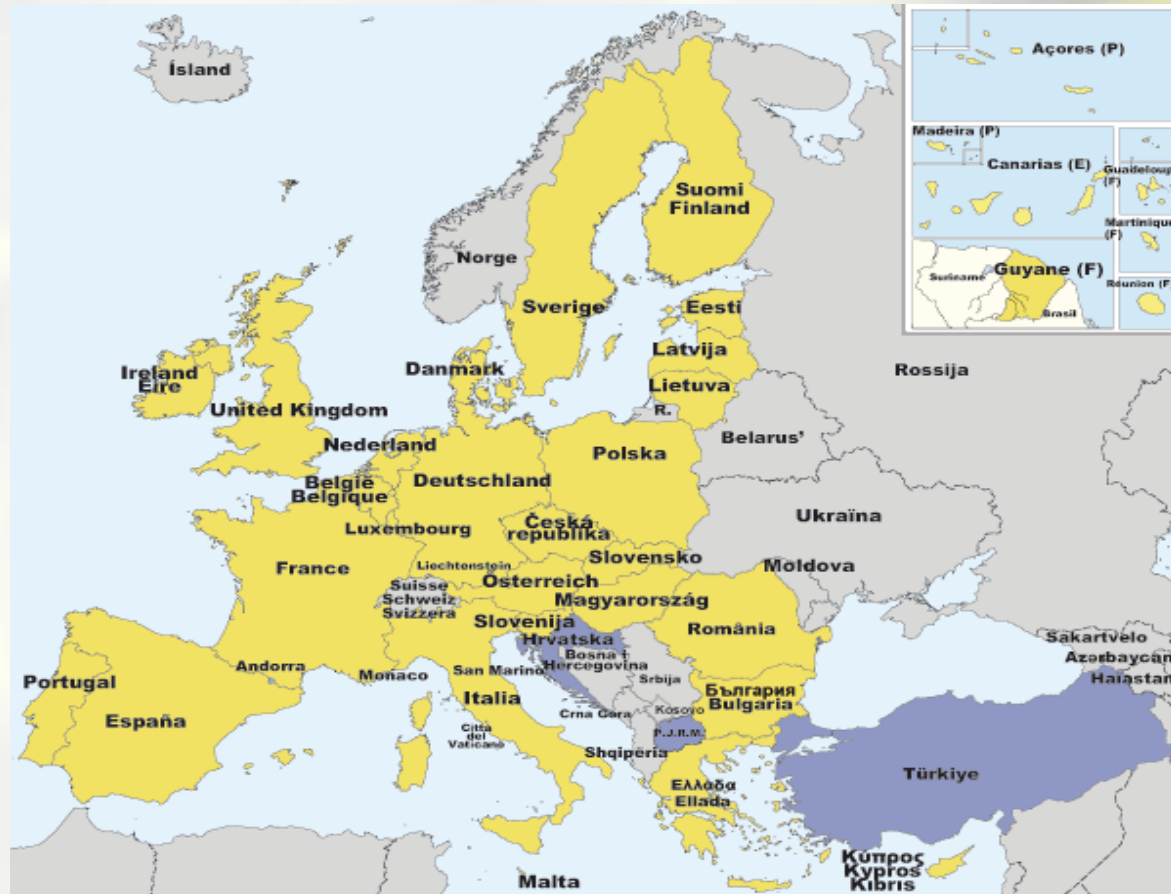 Ísland
Açores (P)
Madeira (P)
Canarias (E)
Guadeloup
(F)
Martinique
(F)
Guyane (F)
Suriname
Brasil
Réunion (F)
Suomi
Finland
Norge
Sverige
Eesti
Latvija
Lietuva
R.
Rossija
Danmark
Ireland
Éire
United Kingdom
Nederland
België
Belgique
Luxembourg
Deutschland
Polska
Belarus'
Ukraïna
Česká
republika
Slovensko
Moldova
France
Liechtenstein
Suisse
Schweiz
Svizzera
Österreich
Magyarország
Slovenija
Hrvatska
România
Bosna i
Hercegovina
Srbija
Sakartvelo
Azərbaycan
Haiastan
Andorra
Monaco
San Marino
Portugal
España
Italia
Città
del
Vaticano
Crna Gora
Kosovo
България
Bulgaria
P.J.R.M.
Shqipëria
Türkiye
Ελλάδα
Ellada
Malta
Κύπρος
Kypros
Kıbrıs